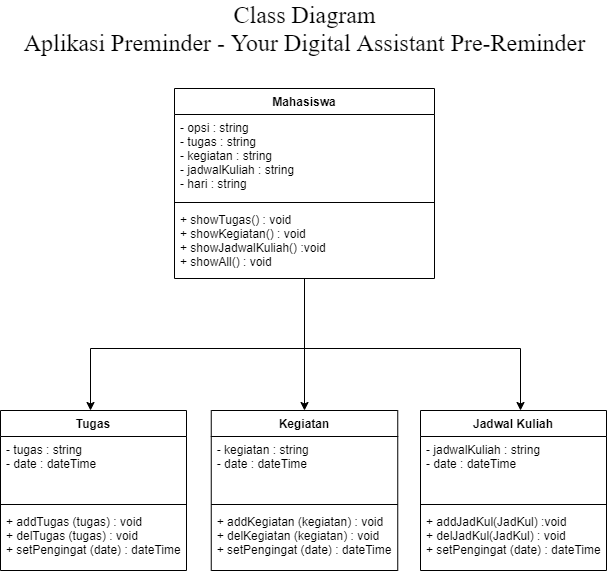 Class Diagram
Aplikasi Preminder - Your Digital Assistant Pre-Reminder
Mahasiswa
- opsi : string
- tugas : string
- kegiatan : string
- jadwalKuliah : string
- hari : string
+ showTugas() : void
+ showKegiatan() : void
+ showJadwalKuliah() :void
+ showAll() : void
Tugas
- tugas : string
- date : dateTime
+ addTugas (tugas) : void
+ delTugas (tugas) : void
+ setPengingat (date) : dateTime
Kegiatan
- kegiatan : string
- date : dateTime
+ addKegiatan (kegiatan) : void
+ delKegiatan (kegiatan) : void
+ setPengingat (date) : dateTime
Jadwal Kuliah
- jadwalKuliah : string
- date : dateTime
+ addJadKul(JadKul) :void
+ delJadKul(JadKul) : void
+ setPengingat (date) : dateTime